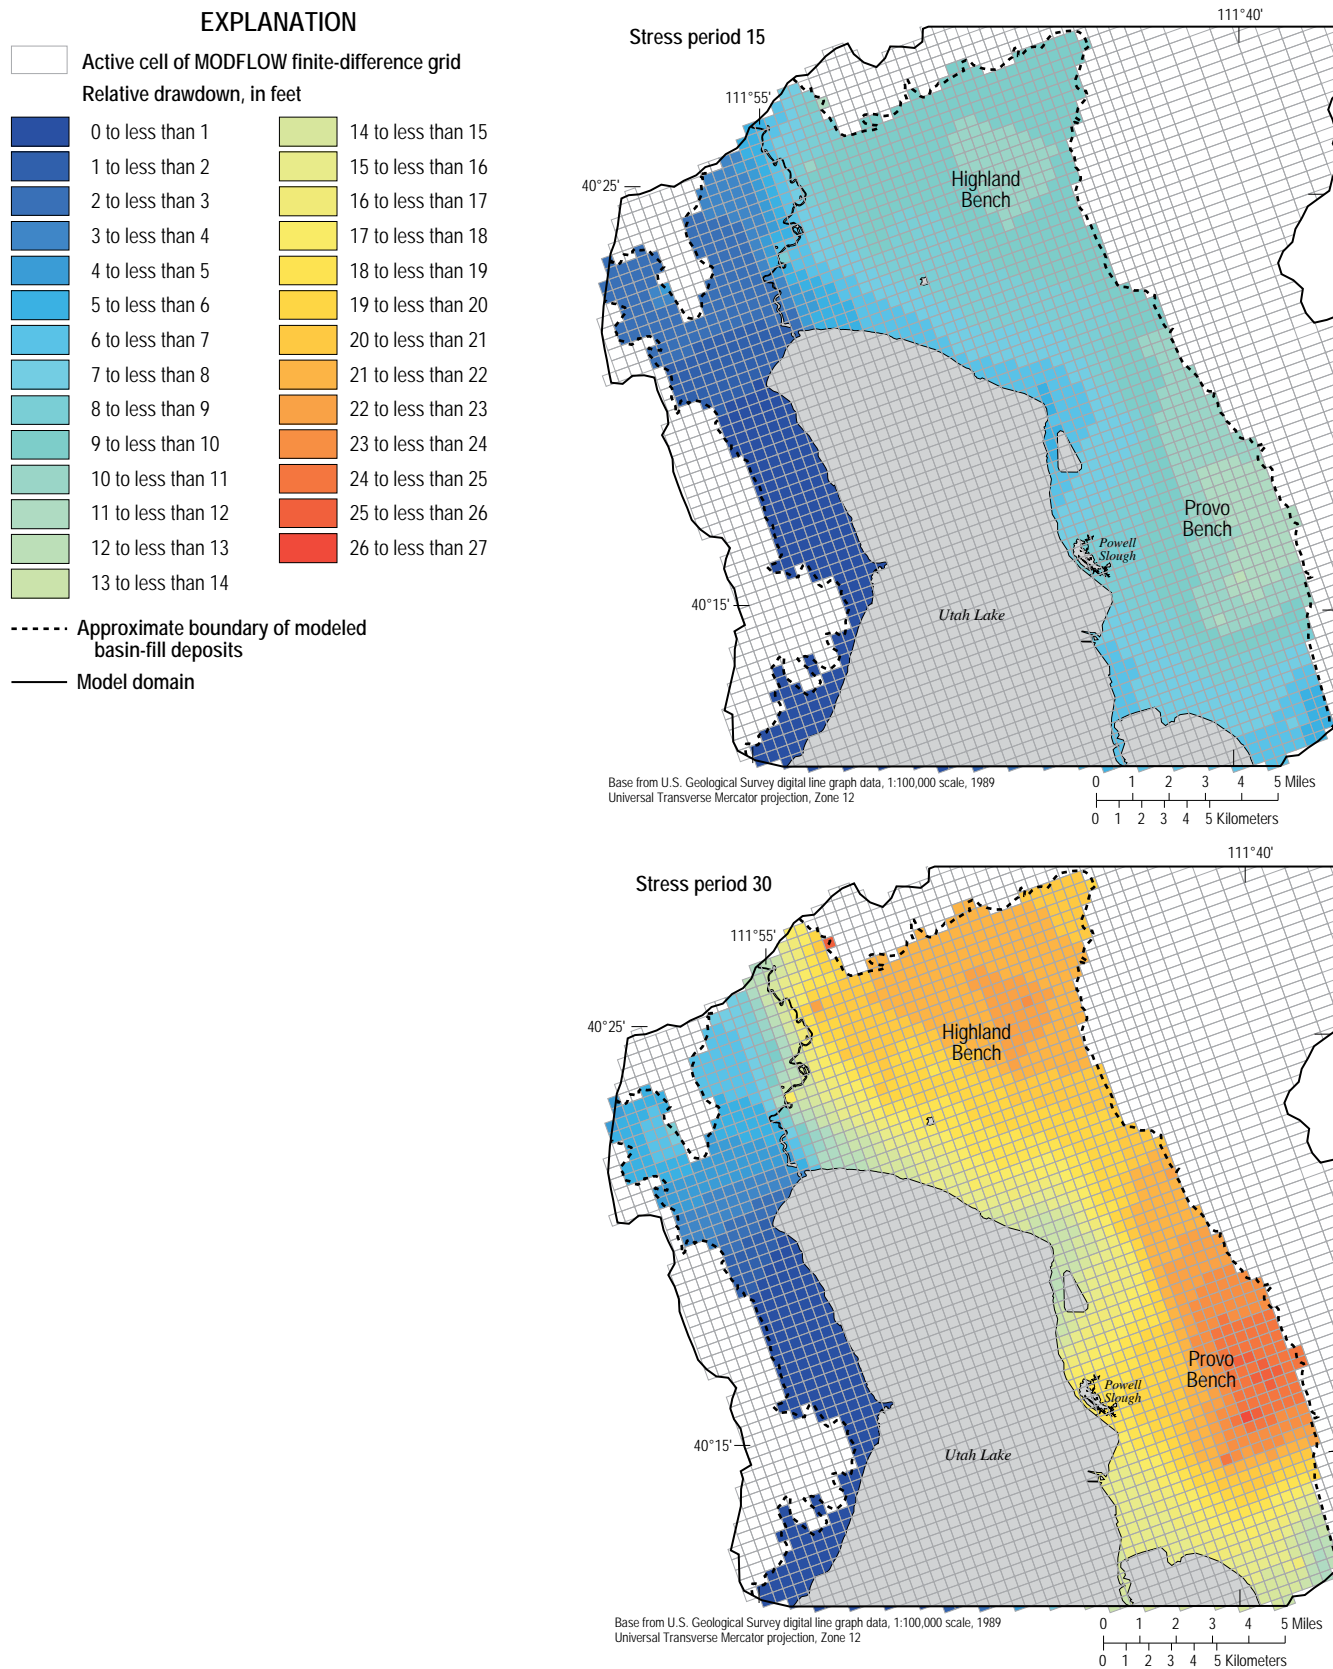 EXPLANATION
Active cell of MODFLOW finite-difference grid
Relative drawdown, in feet
0 to less than 1
1 to less than 2
2 to less than 3
3 to less than 4
4 to less than 5
5 to less than 6
6 to less than 7
7 to less than 8
8 to less than 9
9 to less than 10
10 to less than 11
11 to less than 12
12 to less than 13
13 to less than 14
14 to less than 15
15 to less than 16
16 to less than 17
17 to less than 18
18 to less than 19
19 to less than 20
20 to less than 21
21 to less than 22
22 to less than 23
23 to less than 24
24 to less than 25
25 to less than 26
26 to less than 27
Approximate boundary of modeled
basin-fill deposits
Model domain
Stress period 15
111°40'
111°55'
40°25'
Highland
Bench
Provo
Bench
Powell
Slough
40°15'
Utah Lake
Base from U.S. Geological Survey digital line graph data, 1:100,000 scale, 1989
Universal Transverse Mercator projection, Zone 12
0 1 2 3 4 5 Miles
0 1 2 3 4 5 Kilometers
Stress period 30
111°40'
111°55'
40°25'
Highland
Bench
Provo
Bench
Powell
Slough
40°15'
Utah Lake
Base from U.S. Geological Survey digital line graph data, 1:100,000 scale, 1989
Universal Transverse Mercator projection, Zone 12
0 1 2 3 4 5 Miles
0 1 2 3 4 5 Kilometers